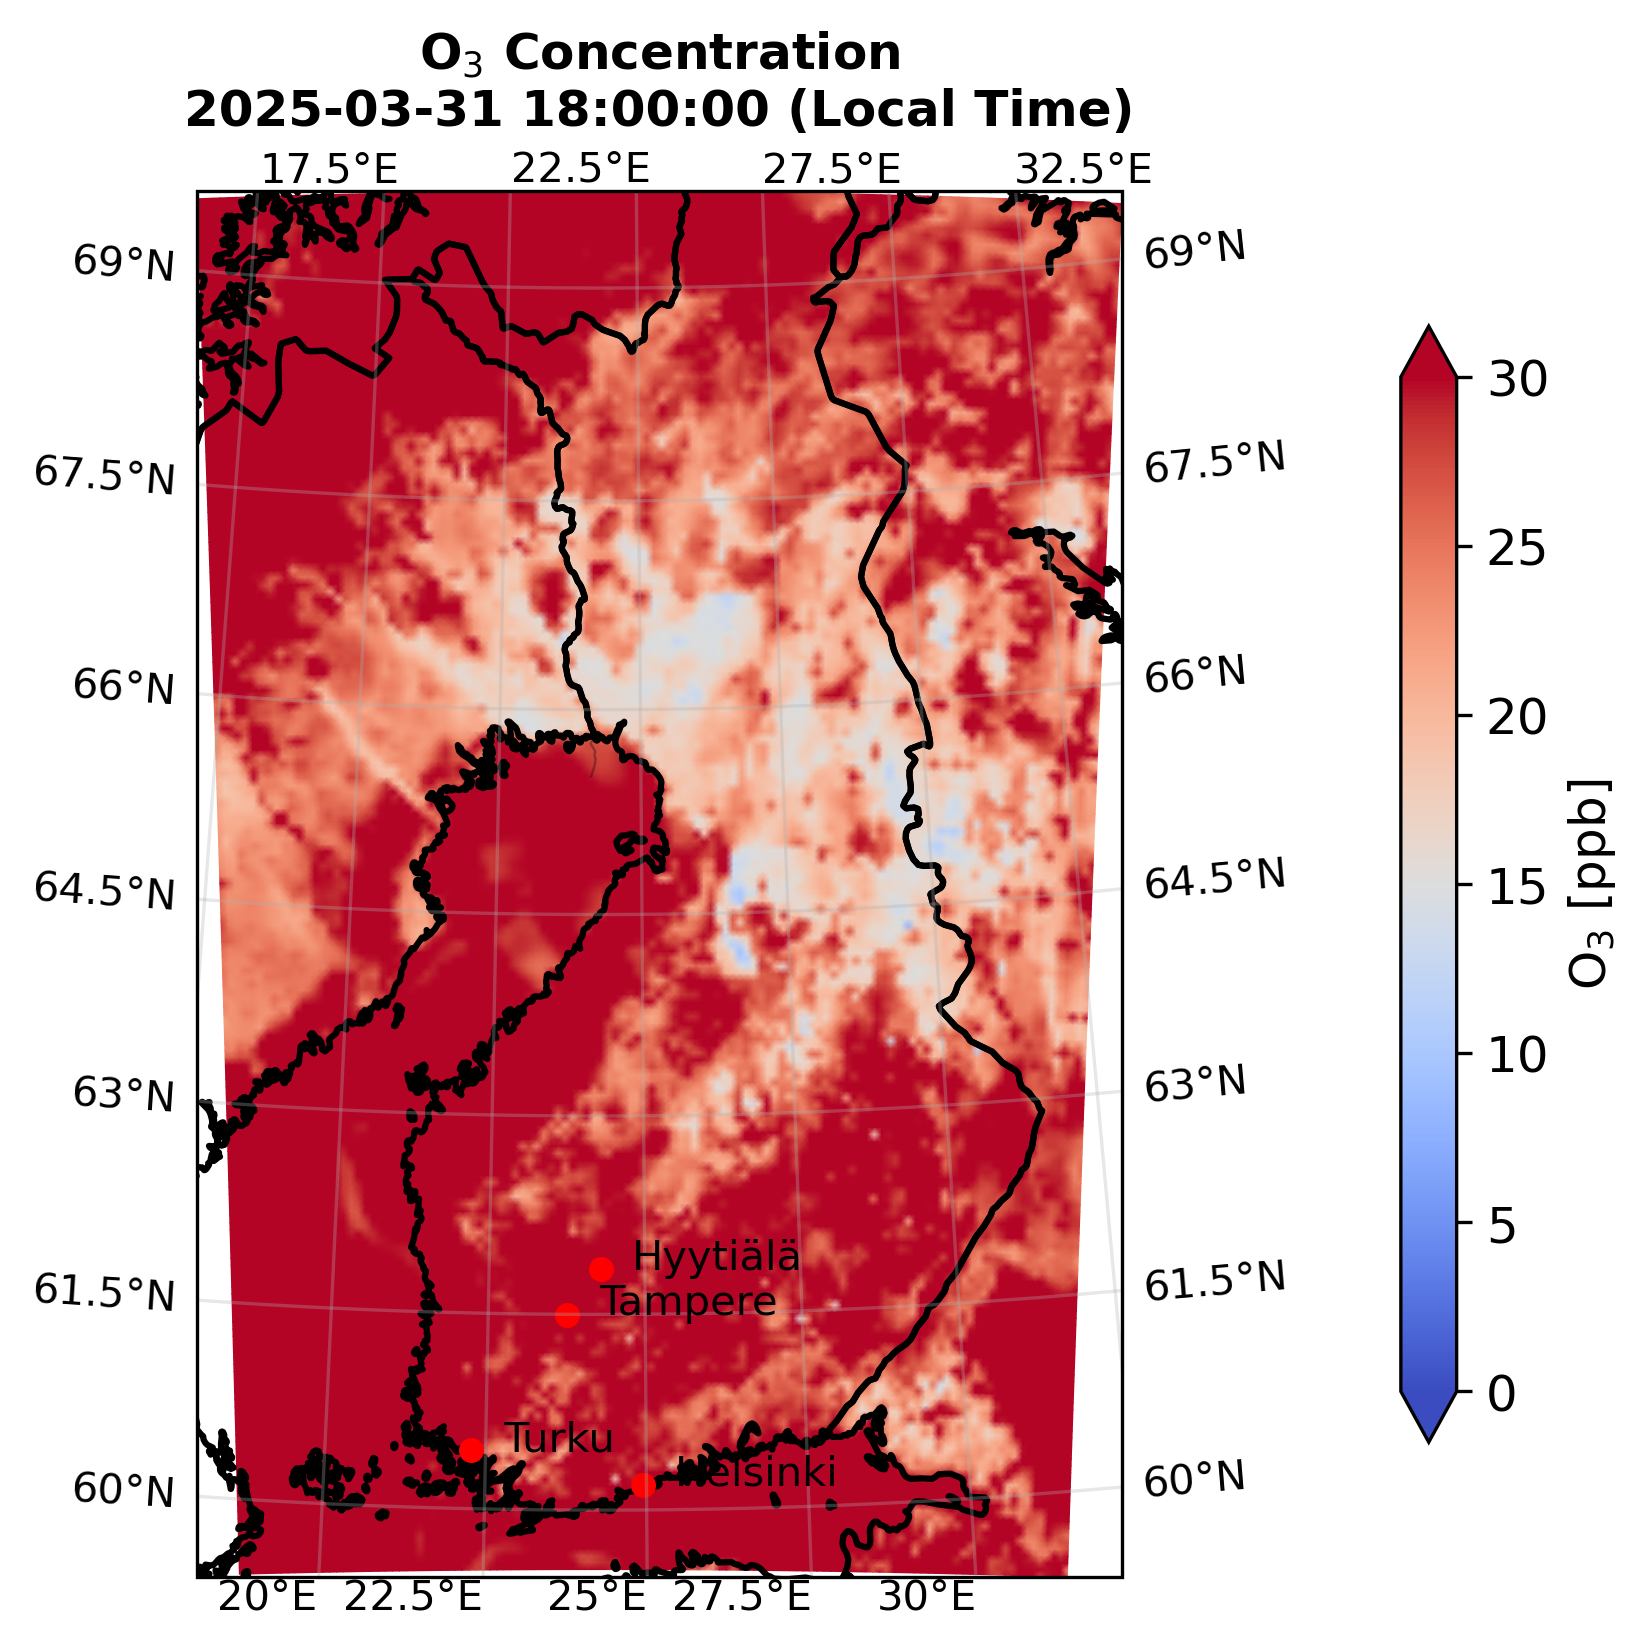 O₃ Concentration
2025-03-31 18:00:00 (Local Time)
17.5°E 22.5°E 27.5°E 32.5°E
69°N 69°N
67.5°N 67.5°N
66°N 66°N
64.5°N 64.5°N
63°N 63°N
61.5°N 61.5°N
60°N 60°N
Hyytiälä
Tampere
Turku
Helsinki
20°E 22.5°E 25°E 27.5°E 30°E
30
25
20
15
10
5
0
O₃ [ppb]